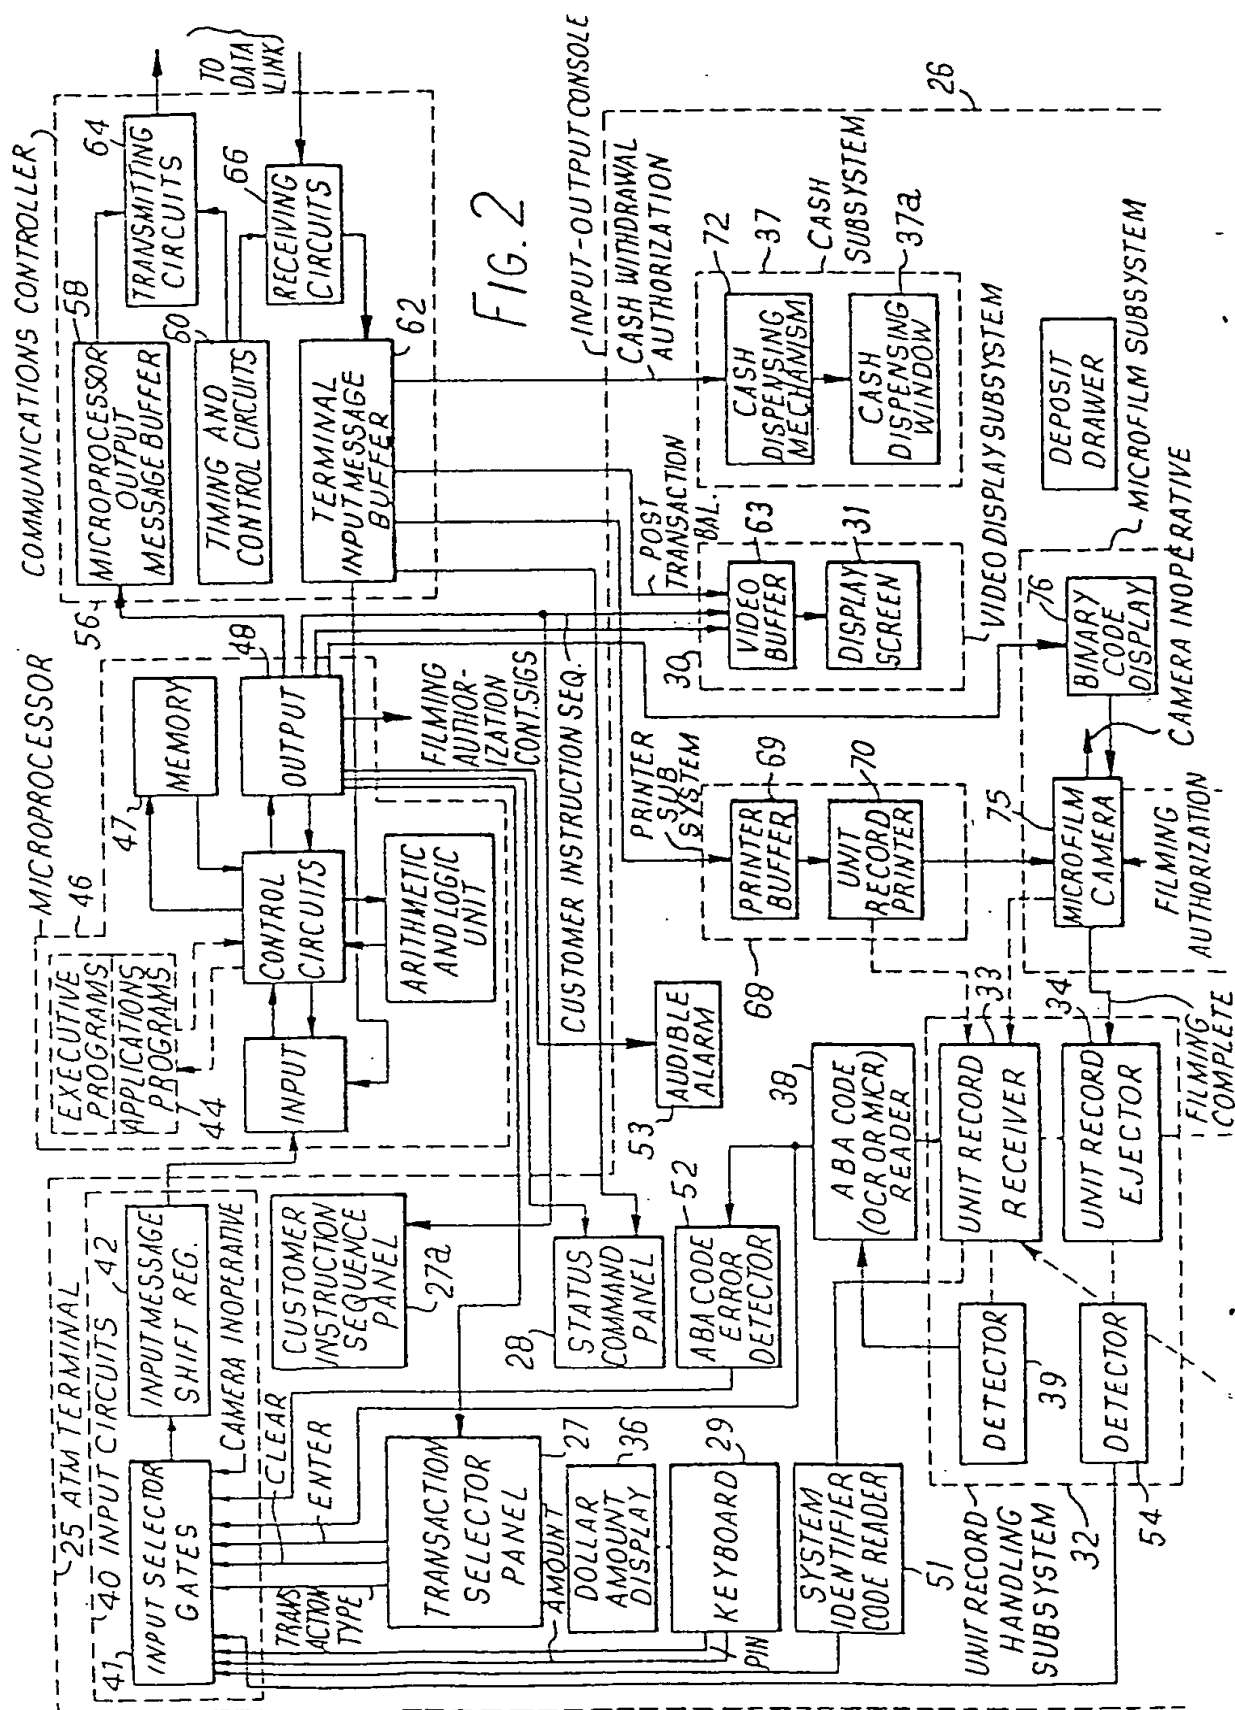 COMMUNICATIONS CONTROLLER
TO
DATA
LINK
64
TRANSMITTING
CIRCUITS
66
RECEIVING
CIRCUITS
58
MICROPROCESSOR
OUTPUT
MESSAGE BUFFER
60
TIMING AND
CONTROL CIRCUITS
62
TERMINAL
INPUT MESSAGE
BUFFER
56
FIG. 2
MICROPROCESSOR
46
47
MEMORY
48
OUTPUT
EXECUTIVE
PROGRAMS
APPLICATIONS
PROGRAMS
44
CONTROL
CIRCUITS
INPUT
ARITHMETIC
AND LOGIC
UNIT
FILMING
AUTHOR-
IZATION
CONT.SIGS
25 ATM TERMINAL
40 INPUT CIRCUITS
42
INPUT MESSAGE
SHIFT REG.
41
INPUT SELECTOR
GATES
CAMERA INOPERATIVE
CLEAR
ENTER
TRANS
ACTION
TYPE
AMOUNT
PIN
CUSTOMER
INSTRUCTION
SEQUENCE
PANEL
27a
TRANSACTION
SELECTOR
PANEL
27
DOLLAR
AMOUNT
DISPLAY
36
KEYBOARD
29
SYSTEM
IDENTIFIER
CODE READER
51
28
STATUS
COMMAND
PANEL
52
ABA CODE
ERROR
DETECTOR
53
AUDIBLE
ALARM
CUSTOMER INSTRUCTION SEQ.
INPUT-OUTPUT CONSOLE
26
CASH WITHDRAWAL
AUTHORIZATION
72
CASH
DISPENSING
MECHANISM
37
CASH
SUBSYSTEM
37a
CASH
DISPENSING
WINDOW
POST
TRANSACTION
BAL.
63
VIDEO
BUFFER
31
DISPLAY
SCREEN
30
VIDEO DISPLAY SUBSYSTEM
PRINTER
SUB
SYSTEM
69
PRINTER
BUFFER
70
UNIT
RECORD
PRINTER
68
DEPOSIT
DRAWER
MICROFILM SUBSYSTEM
76
BINARY
CODE
DISPLAY
CAMERA INOPERATIVE
75
MICROFILM
CAMERA
FILMING
AUTHORIZATION
FILMING
COMPLETE
38
ABA CODE
(OCR OR MICR)
READER
33
UNIT RECORD
RECEIVER
34
UNIT RECORD
EJECTOR
DETECTOR
39
DETECTOR
54
32
UNIT RECORD
HANDLING
SUBSYSTEM